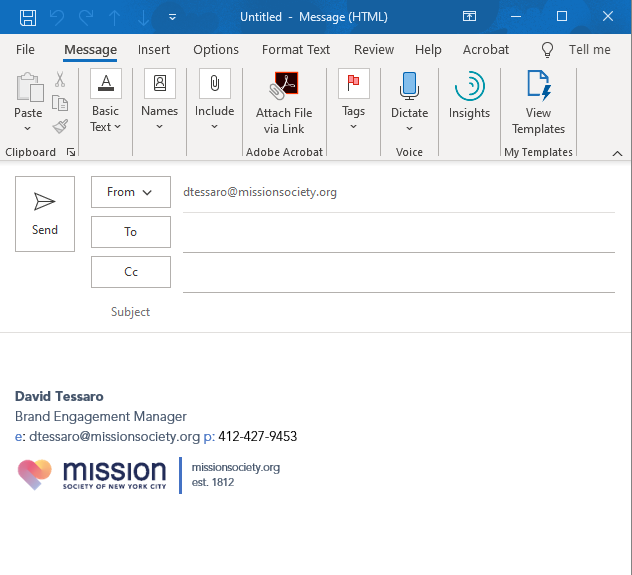 Untitled - Message (HTML)
File Message Insert Options Format Text Review Help Acrobat Tell me
Paste
Basic Text
Names
Include
Attach File via Link
Tags
Dictate
Insights
View Templates
Clipboard
Adobe Acrobat
Voice
My Templates
Send
From dtessaro@missionsociety.org
To
Cc
Subject
David Tessaro
Brand Engagement Manager
e: dtessaro@missionsociety.org p: 412-427-9453
mission
SOCIETY OF NEW YORK CITY
missionsociety.org
est. 1812